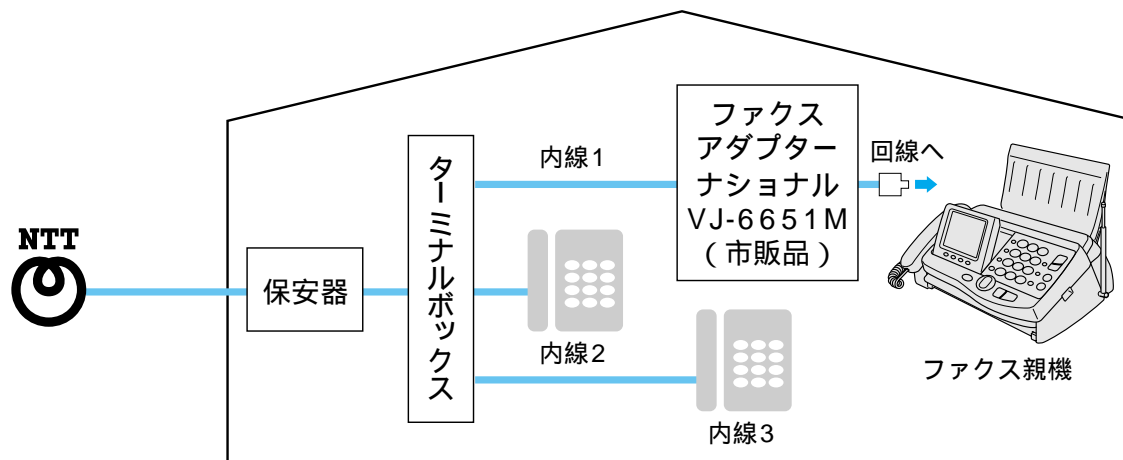 NTT
保安器
ターミナルボックス
内線1
内線2
内線3
ファクス
アダプター
ナショナル
VJ-6651M
(市販品)
回線へ
ファクス親機